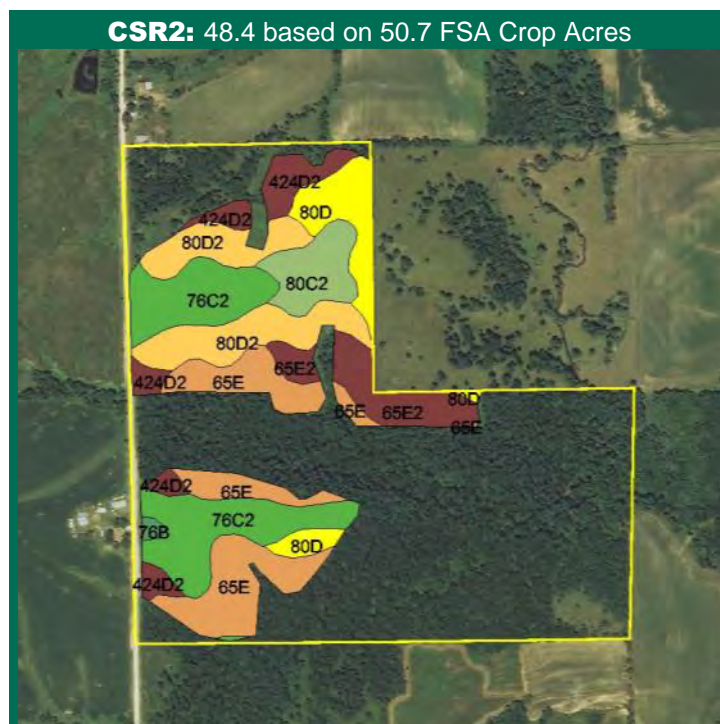 CSR2: 48.4 based on 50.7 FSA Crop Acres
424D2
80D
424D2
80D2
80C2
76C2
80D2
65E2
424D2
65E
80D
65E
65E2
65E
424D2
65E
76C2
76B
80D
424D2
65E